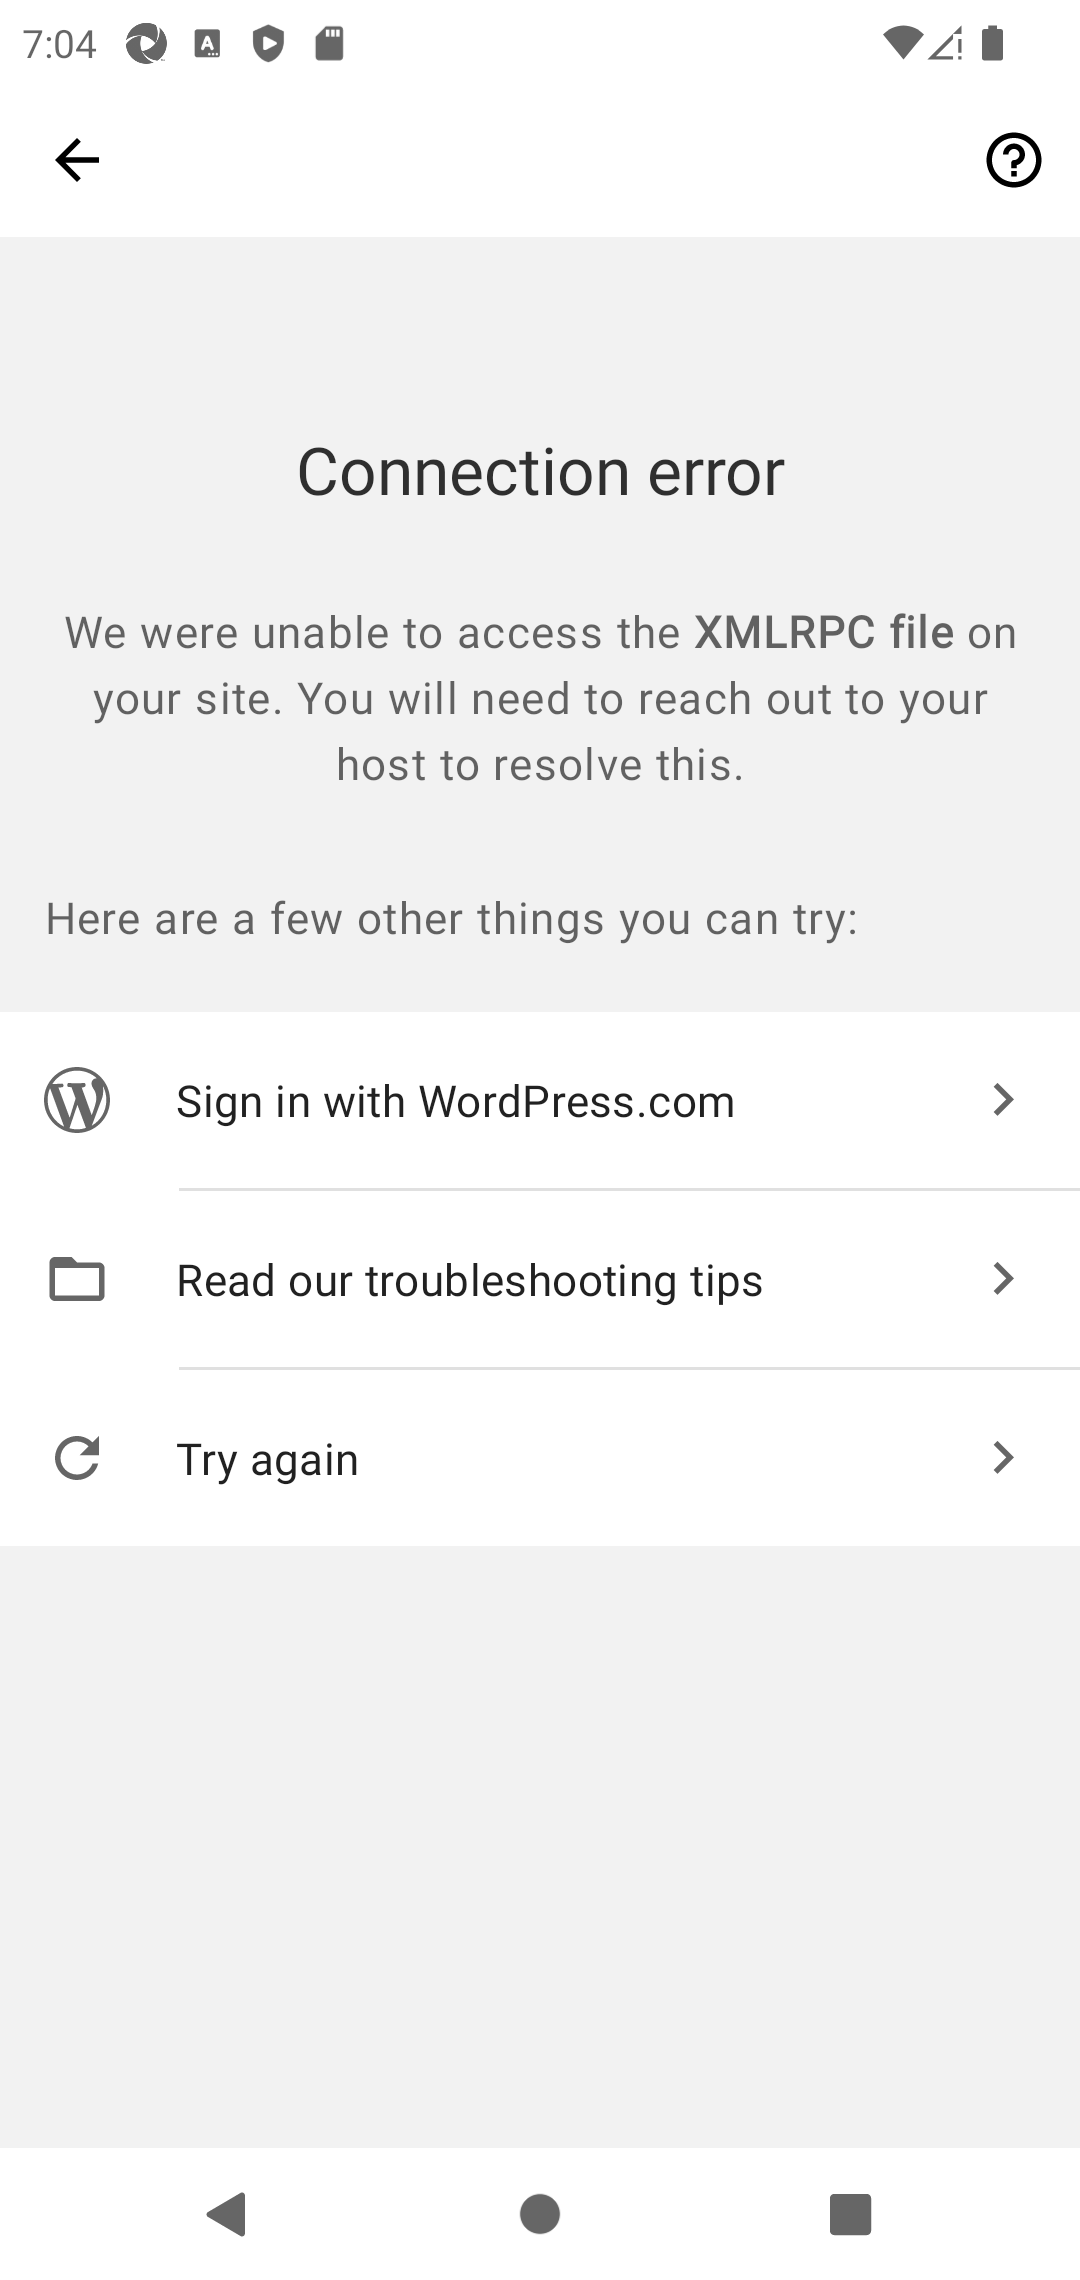 7:04
Connection error
We were unable to access the XMLRPC file on
your site. You will need to reach out to your
host to resolve this.
Here are a few other things you can try:
Sign in with WordPress.com
Read our troubleshooting tips
Try again